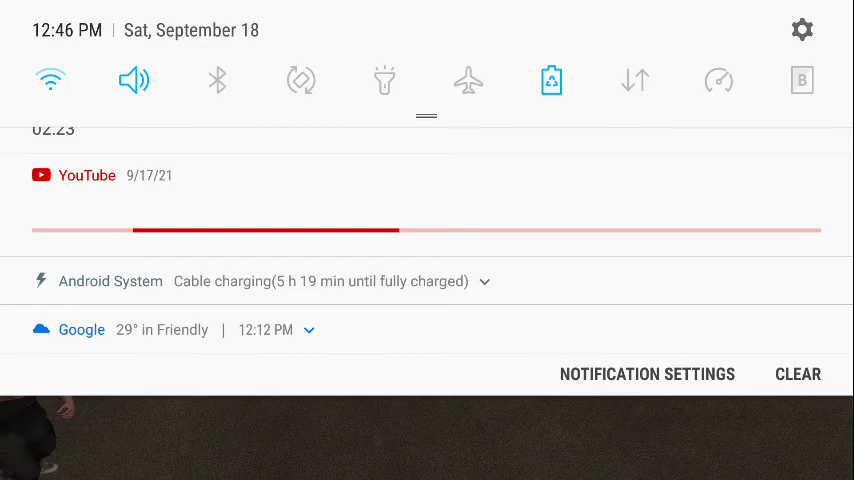 12:46 PM | Sat, September 18
B
02:23
YouTube 9/17/21
Android System Cable charging(5 h 19 min until fully charged)
Google 29° in Friendly | 12:12 PM
NOTIFICATION SETTINGS CLEAR